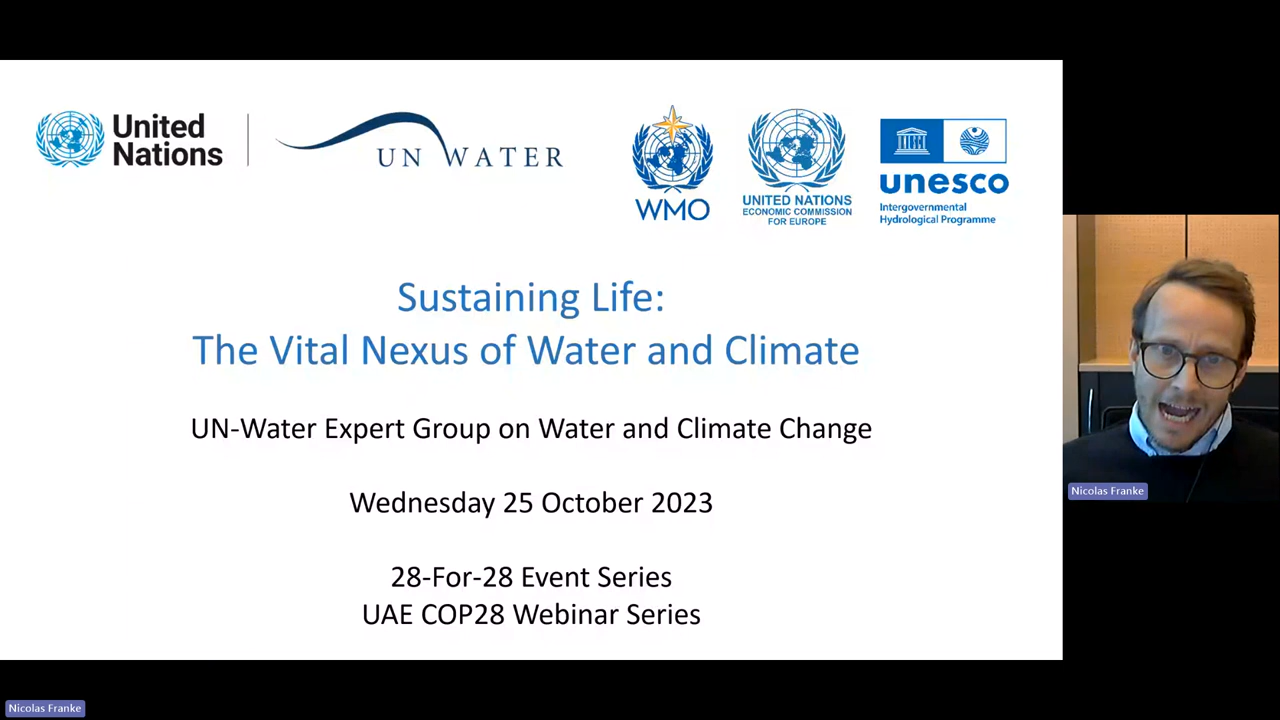 United
Nations
UN WATER
WMO
UNITED NATIONS
ECONOMIC COMMISSION
FOR EUROPE
unesco
Intergovernmental
Hydrological Programme
Sustaining Life:
The Vital Nexus of Water and Climate
UN-Water Expert Group on Water and Climate Change
Wednesday 25 October 2023
28-For-28 Event Series
UAE COP28 Webinar Series
Nicolas Franke
Nicolas Franke